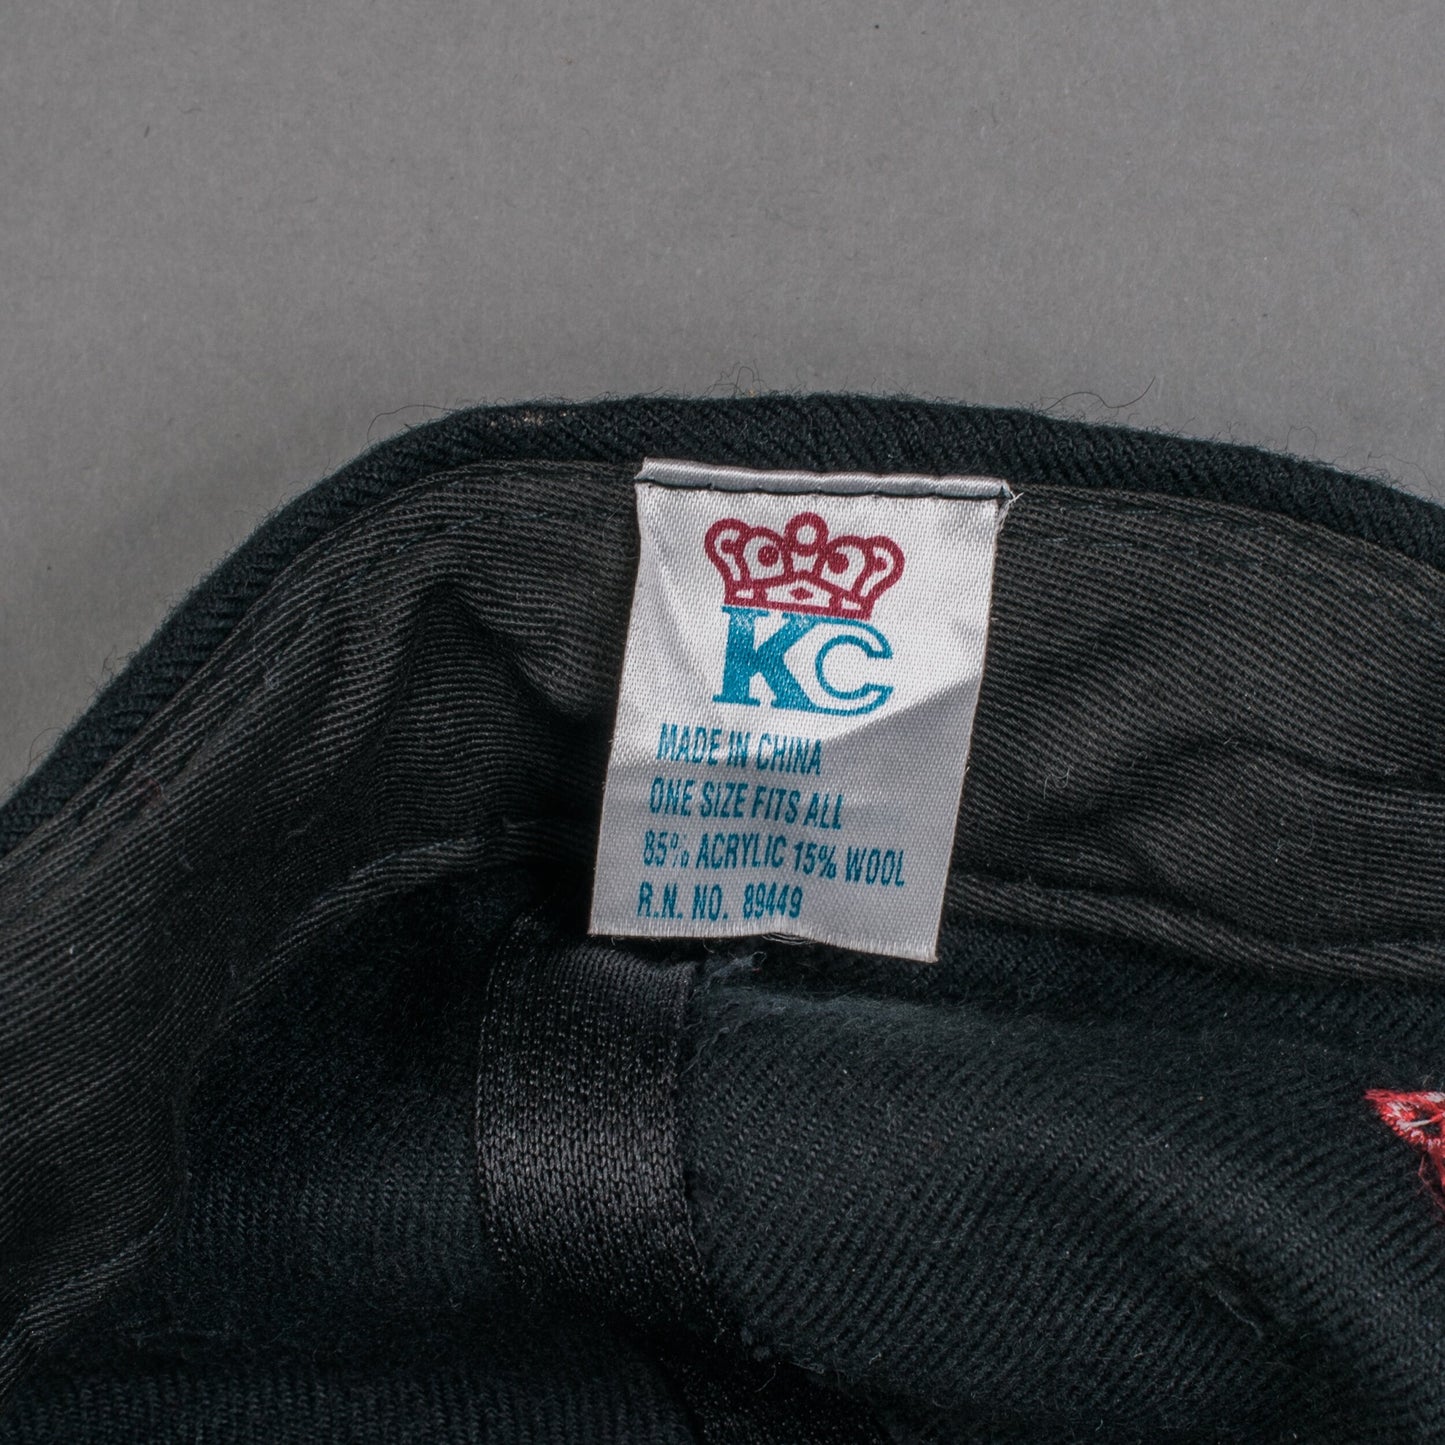 KC
MADE IN CHINA
ONE SIZE FITS ALL
85% ACRYLIC 15% WOOL
R.N. NO. 89449